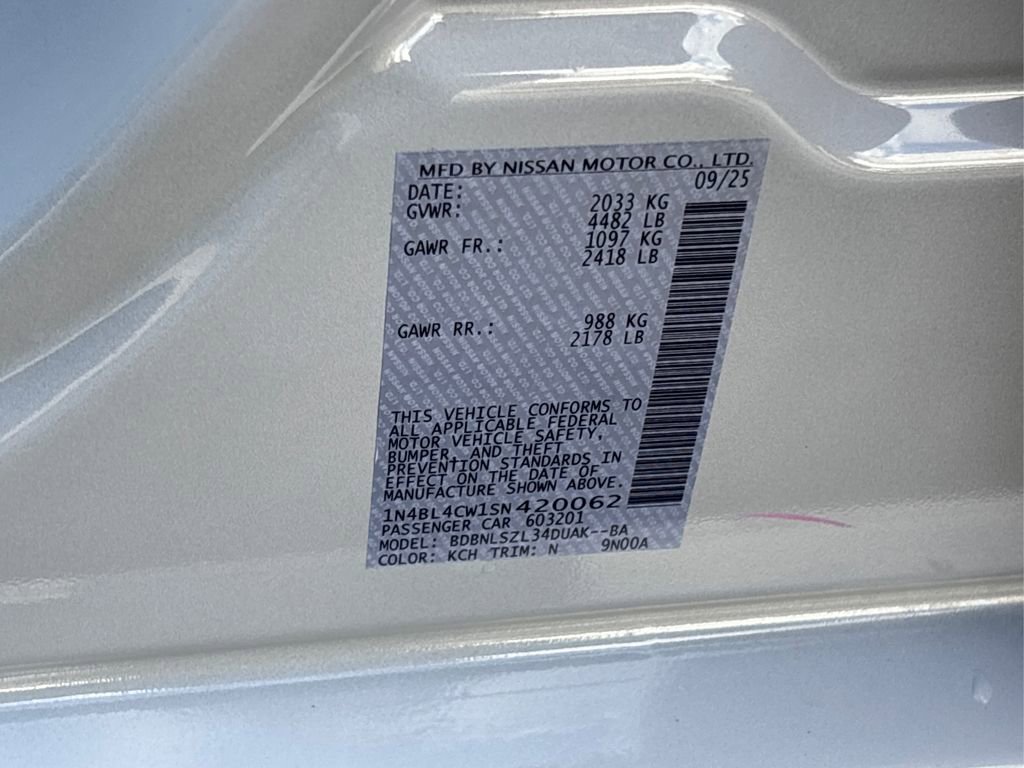 MFD BY NISSAN MOTOR CO., LTD.
DATE: 09/25
GVWR: 2033 KG
4482 LB
GAWR FR.: 1097 KG
2418 LB
GAWR RR.: 988 KG
2178 LB
THIS VEHICLE CONFORMS TO
ALL APPLICABLE FEDERAL
MOTOR VEHICLE SAFETY,
BUMPER, AND THEFT
PREVENTION STANDARDS IN
EFFECT ON THE DATE OF
MANUFACTURE SHOWN ABOVE.
1N4BL4CW1SN420062
PASSENGER CAR 603201
MODEL: BDBNLSZL34DUAK--BA
COLOR: KCH TRIM: N 9N00A